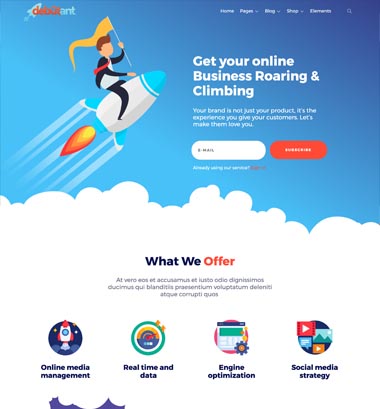 debutant
Home Pages Blog Shop Elements
Get your online
Business Roaring &
Climbing
Your brand is not just your product, it's the
experience you give your customers. Let's
make them love you.
E-MAIL
SUBSCRIBE
Already using our service? Sign in
What We Offer
At vero eos et accusamus et iusto odio dignissimos
ducimus qui blanditiis praesentium voluptatum deleniti
atque corrupti quos
Online media
management
Real time and
data
Engine
optimization
Social media
strategy